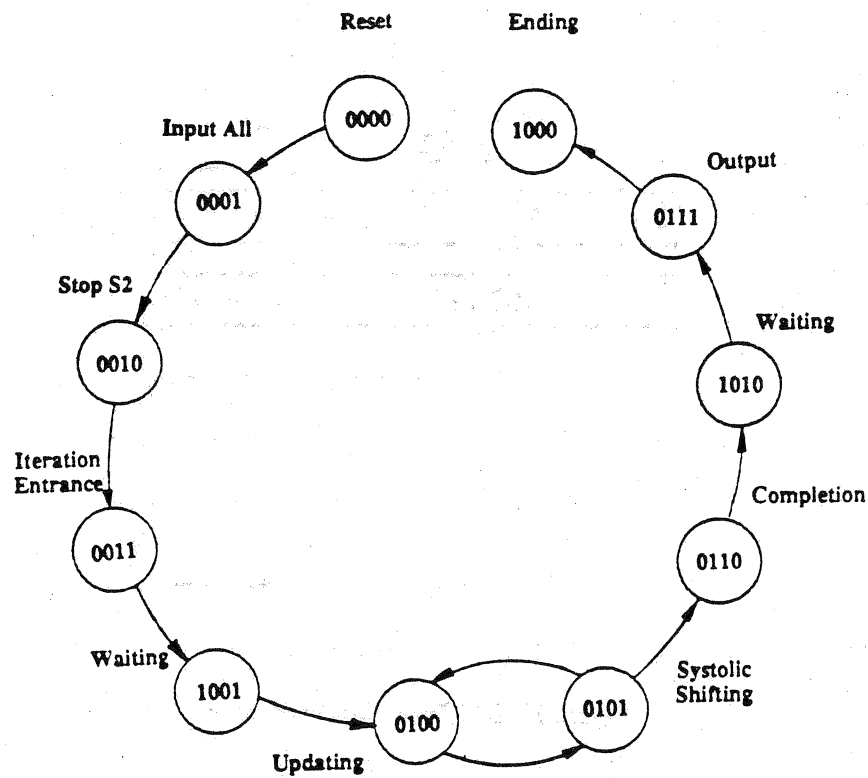 Reset
Ending
0000
1000
Input All
Output
0001
0111
Stop S2
Waiting
0010
1010
Iteration
Entrance
Completion
0011
0110
Waiting
1001
Systolic
Shifting
0100
0101
Updating